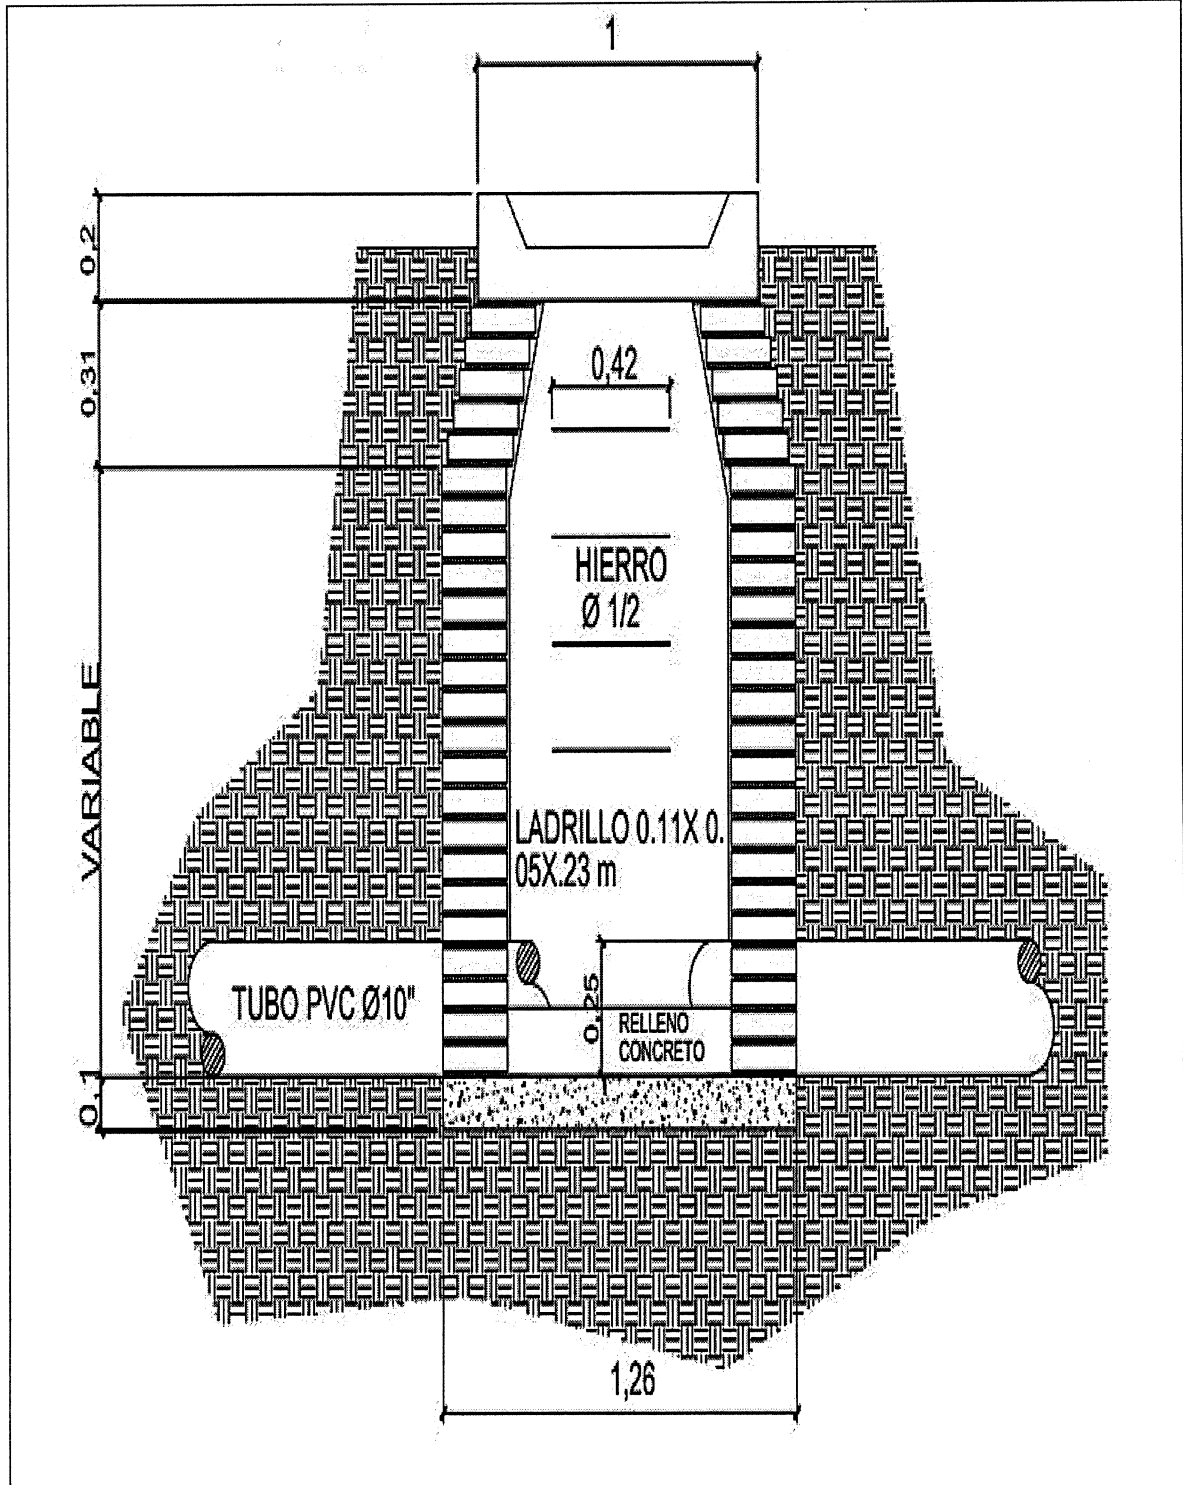 1
0,2
0,31
0,42
HIERRO
Ø 1/2
VARIABLE
LADRILLO 0.11X 0.
05X.23 m
TUBO PVC Ø10"
0,25
RELLENO
CONCRETO
0,1
1,26